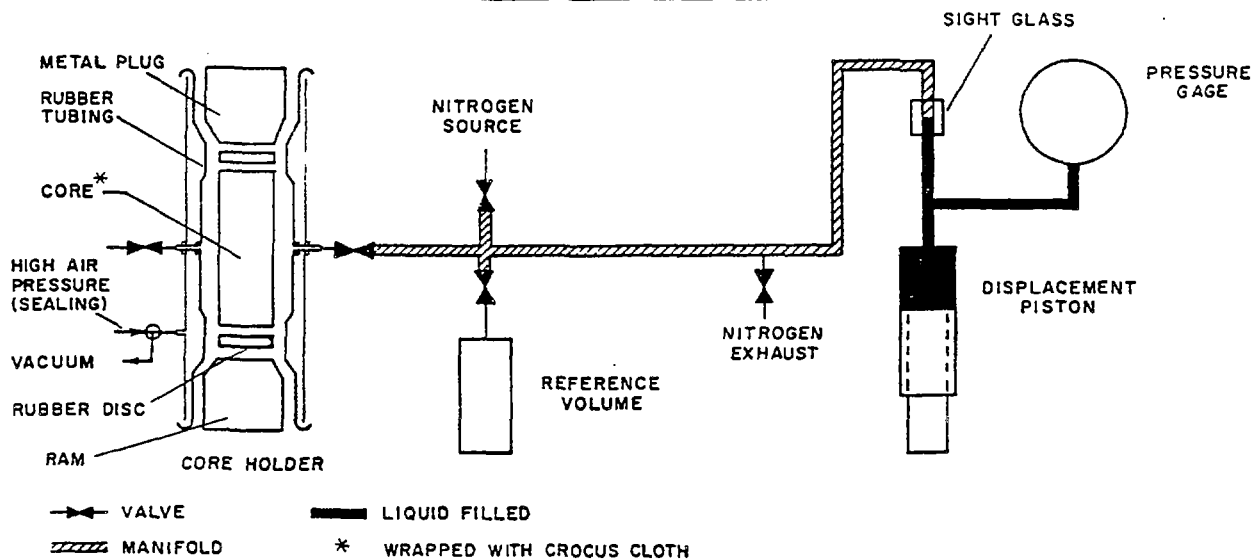 SIGHT GLASS
METAL PLUG
RUBBER
TUBING
CORE*
HIGH AIR
PRESSURE
(SEALING)
VACUUM
RUBBER DISC
RAM
CORE HOLDER
NITROGEN
SOURCE
REFERENCE
VOLUME
NITROGEN
EXHAUST
PRESSURE
GAGE
DISPLACEMENT
PISTON
VALVE
LIQUID FILLED
MANIFOLD
* WRAPPED WITH CROCUS CLOTH